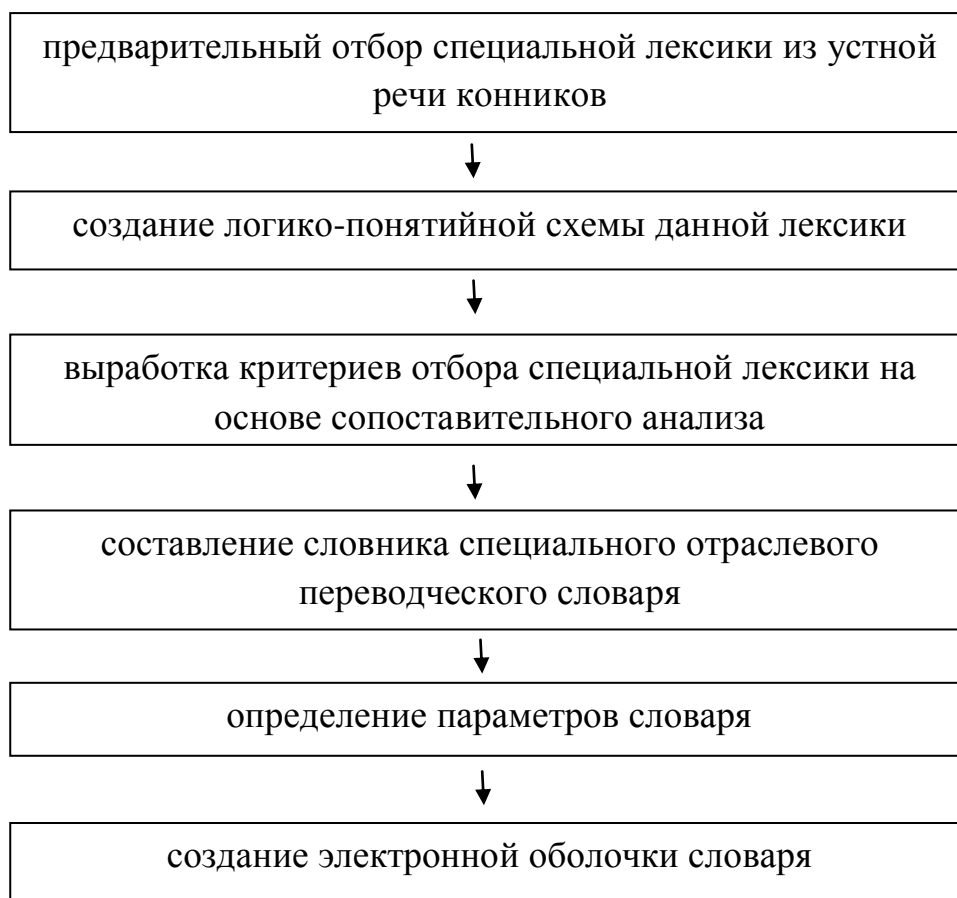 предварительный отбор специальной лексики из устной
речи конников
создание логико-понятийной схемы данной лексики
выработка критериев отбора специальной лексики на
основе сопоставительного анализа
составление словника специального отраслевого
переводческого словаря
определение параметров словаря
создание электронной оболочки словаря